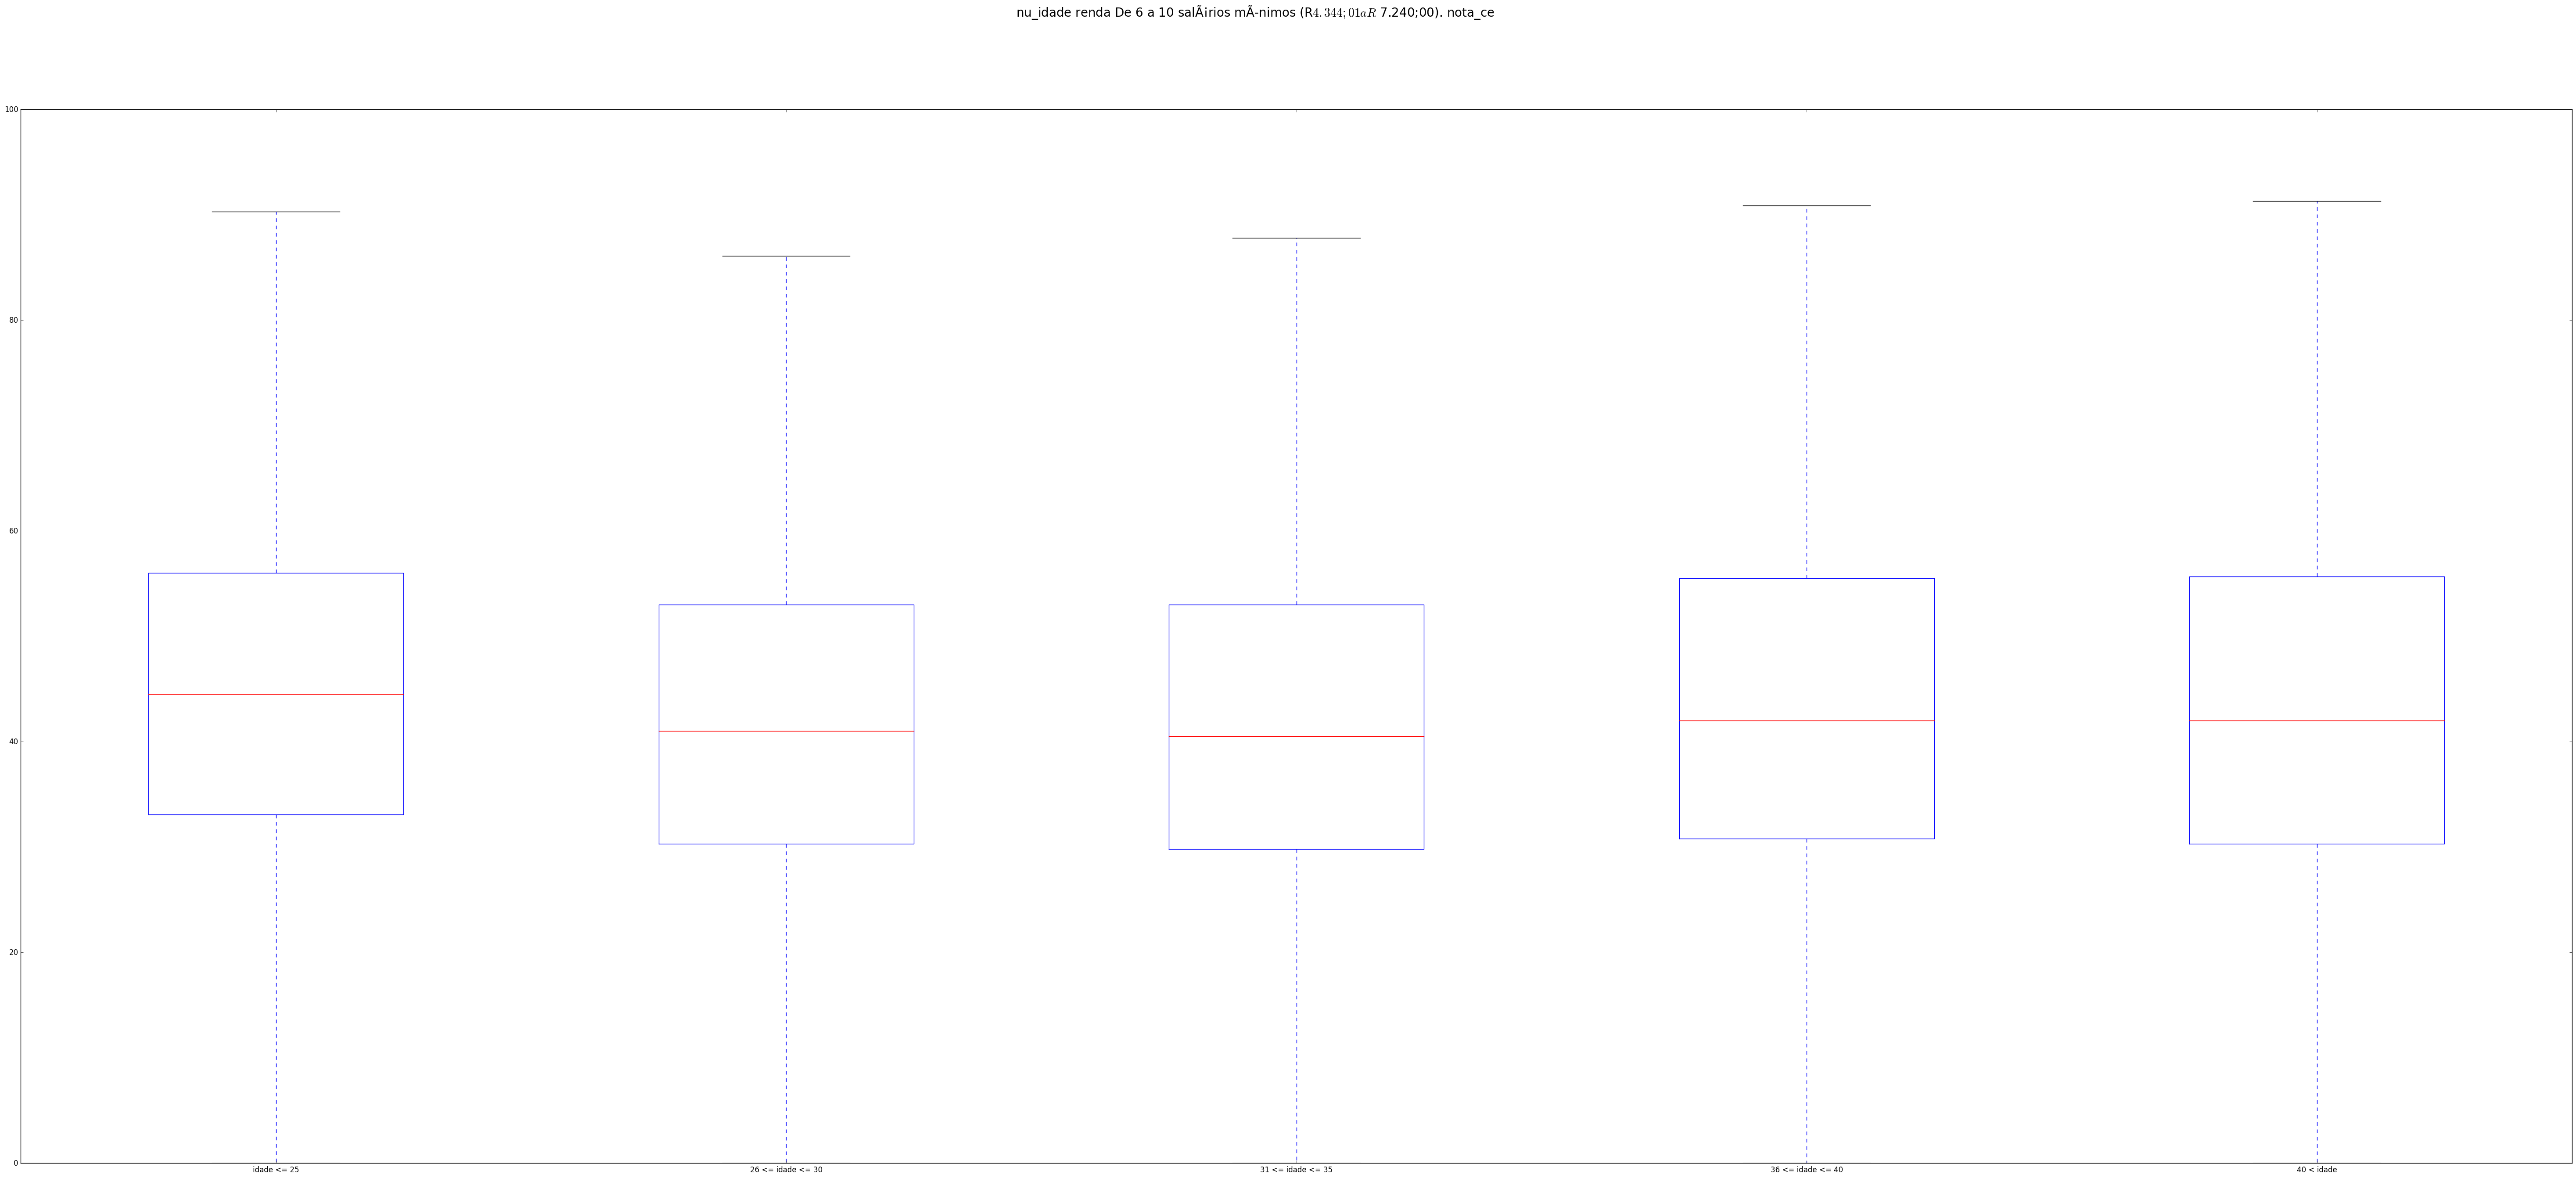 nu_idade renda De 6 a 10 salÃ¡rios mÃ­nimos (R4.344;01aR 7.240;00). nota_ce
100
80
60
40
20
0
idade <= 25
26 <= idade <= 30
31 <= idade <= 35
36 <= idade <= 40
40 < idade